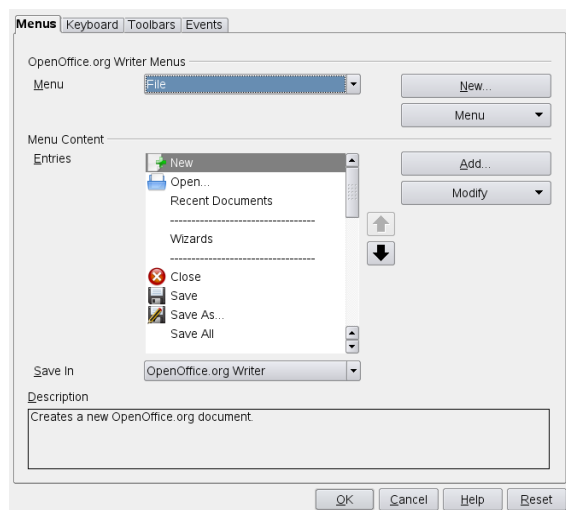 Menus Keyboard Toolbars Events
OpenOffice.org Writer Menus
Menu File New...
Menu
Menu Content
Entries New Add...
Open... Modify
Recent Documents
----------------------------------
Wizards
----------------------------------
Close
Save
Save As...
Save All
Save In OpenOffice.org Writer
Description
Creates a new OpenOffice.org document.
OK Cancel Help Reset